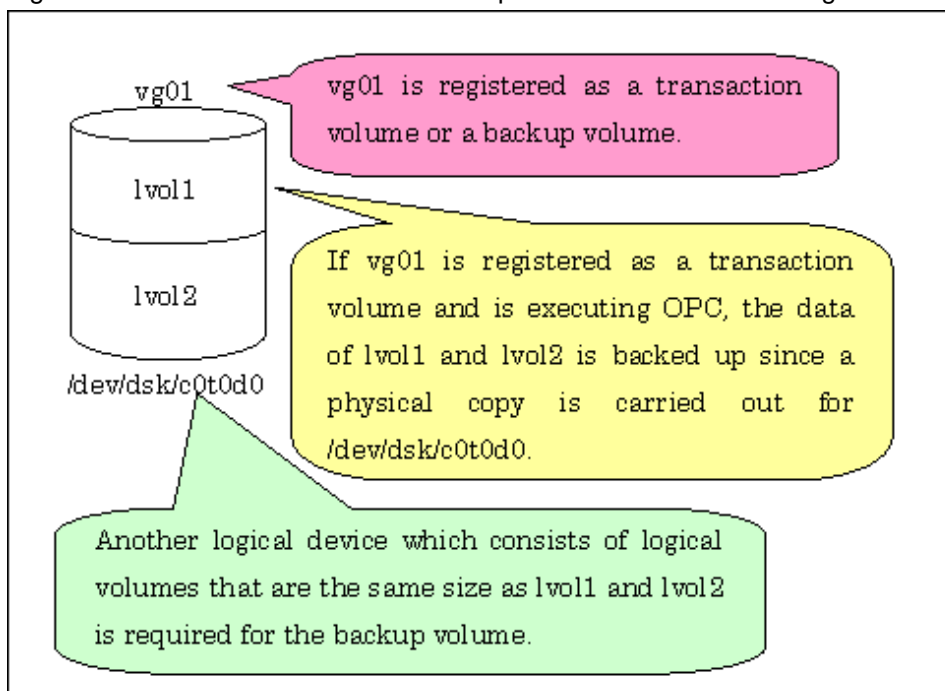 vg01
vg01 is registered as a transaction
volume or a backup volume.
lvol1
lvol2
/dev/dsk/c0t0d0
If vg01 is registered as a transaction
volume and is executing OPC, the data
of lvol1 and lvol2 is backed up since a
physical copy is carried out for
/dev/dsk/c0t0d0.
Another logical device which consists of logical
volumes that are the same size as lvol1 and lvol2
is required for the backup volume.